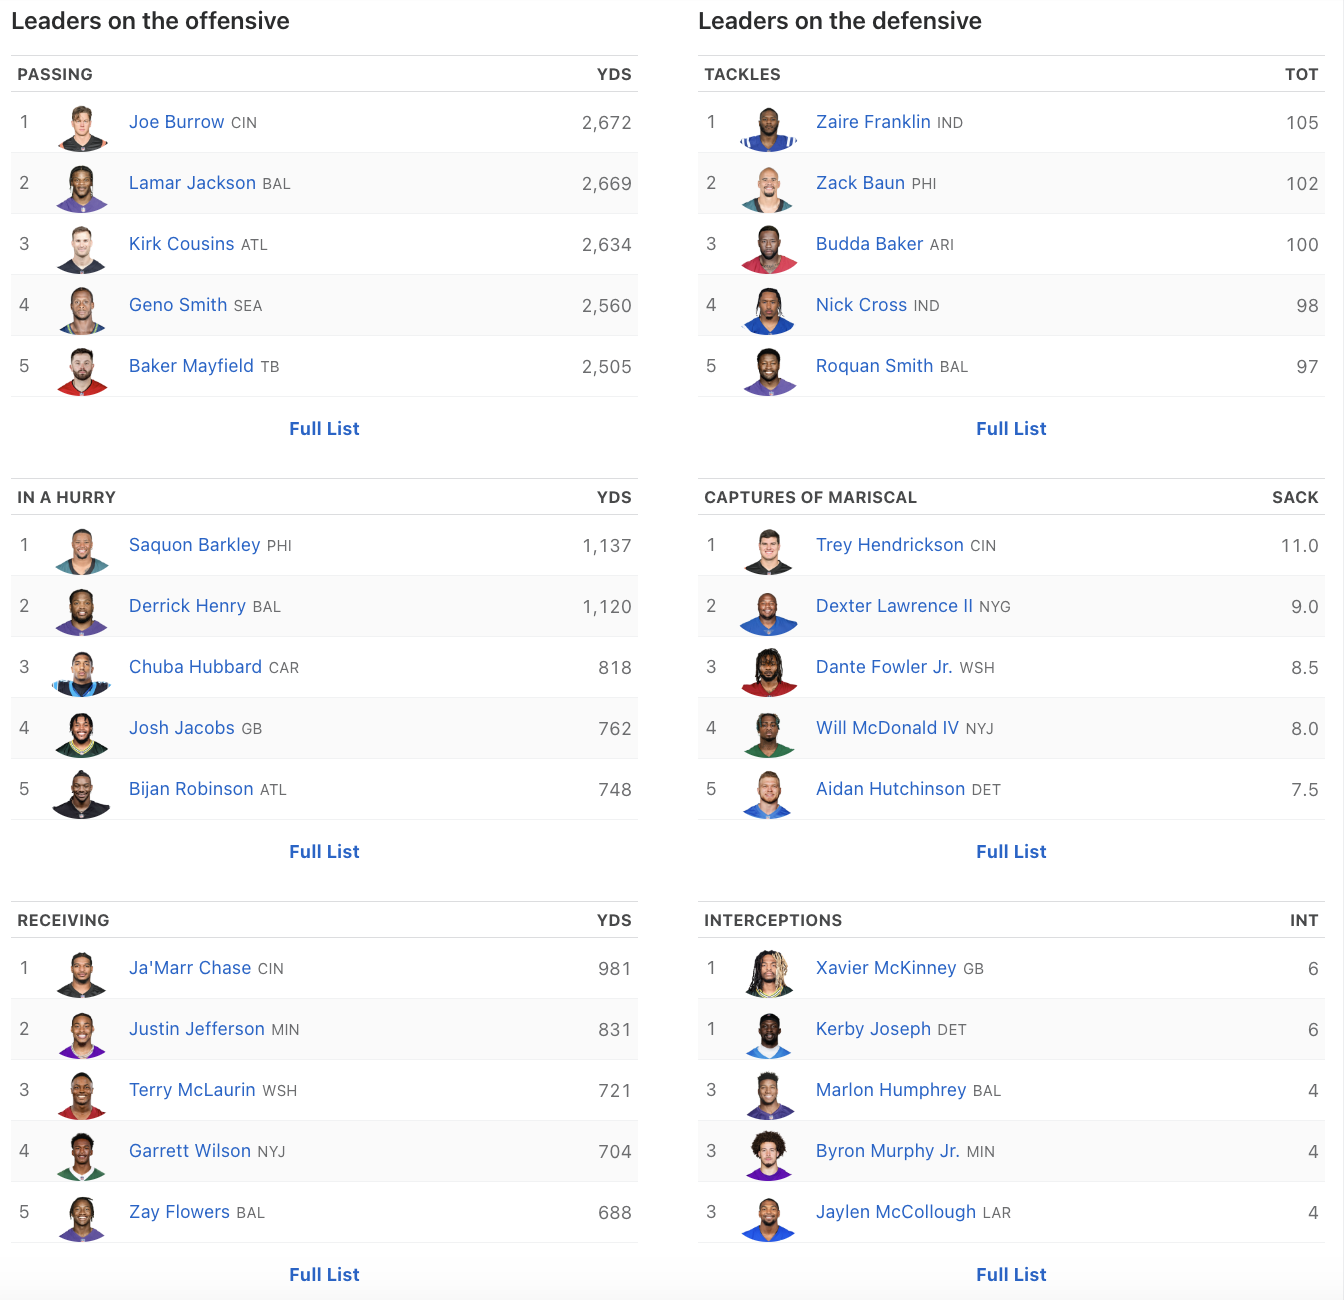 Leaders on the offensive
PASSING YDS
1 Joe Burrow CIN 2,672
2 Lamar Jackson BAL 2,669
3 Kirk Cousins ATL 2,634
4 Geno Smith SEA 2,560
5 Baker Mayfield TB 2,505
Full List
IN A HURRY YDS
1 Saquon Barkley PHI 1,137
2 Derrick Henry BAL 1,120
3 Chuba Hubbard CAR 818
4 Josh Jacobs GB 762
5 Bijan Robinson ATL 748
Full List
RECEIVING YDS
1 Ja'Marr Chase CIN 981
2 Justin Jefferson MIN 831
3 Terry McLaurin WSH 721
4 Garrett Wilson NYJ 704
5 Zay Flowers BAL 688
Full List
Leaders on the defensive
TACKLES TOT
1 Zaire Franklin IND 105
2 Zack Baun PHI 102
3 Budda Baker ARI 100
4 Nick Cross IND 98
5 Roquan Smith BAL 97
Full List
CAPTURES OF MARISCAL SACK
1 Trey Hendrickson CIN 11.0
2 Dexter Lawrence II NYG 9.0
3 Dante Fowler Jr. WSH 8.5
4 Will McDonald IV NYJ 8.0
5 Aidan Hutchinson DET 7.5
Full List
INTERCEPTIONS INT
1 Xavier McKinney GB 6
1 Kerby Joseph DET 6
3 Marlon Humphrey BAL 4
3 Byron Murphy Jr. MIN 4
3 Jaylen McCollough LAR 4
Full List